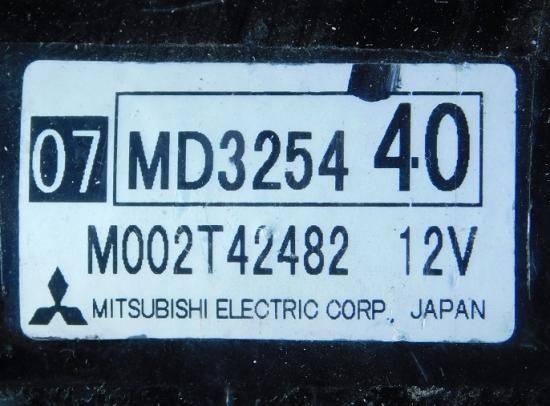 07 MD3254 40
M002T42482 12V
MITSUBISHI ELECTRIC CORP. JAPAN